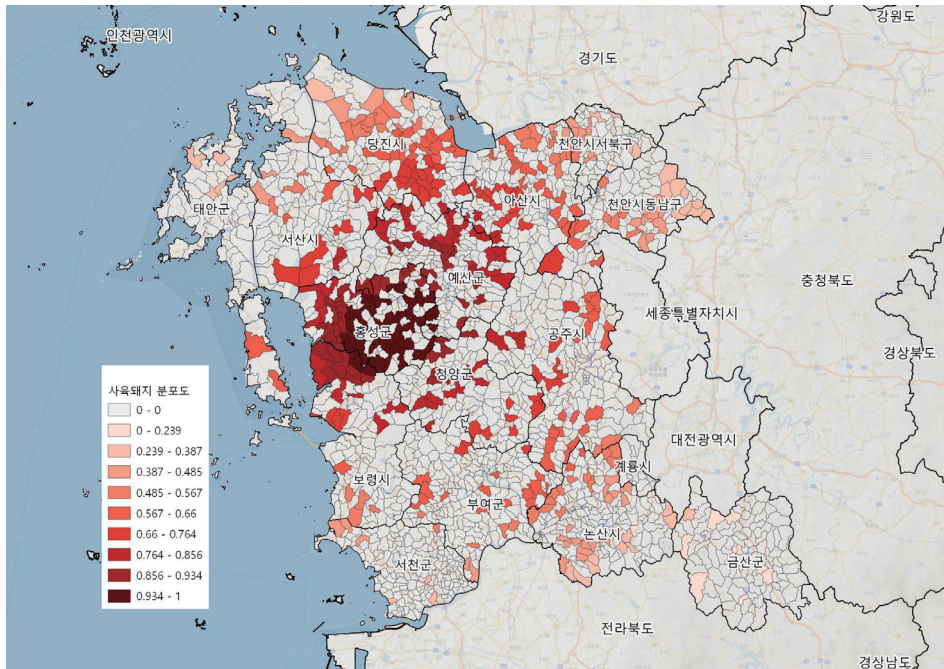 강원도
인천광역시
경기도
당진시
천안시서북구
아산시
천안시동남구
태안군
서산시
예산군
충청북도
세종특별자치시
홍성군
공주시
경상북도
청양군
사육돼지 분포도
0 - 0
0 - 0.239
0.239 - 0.387
0.387 - 0.485
0.485 - 0.567
0.567 - 0.66
0.66 - 0.764
0.764 - 0.856
0.856 - 0.934
0.934 - 1
대전광역시
계룡시
보령시
부여군
논산시
서천군
금산군
전라북도
경상남도